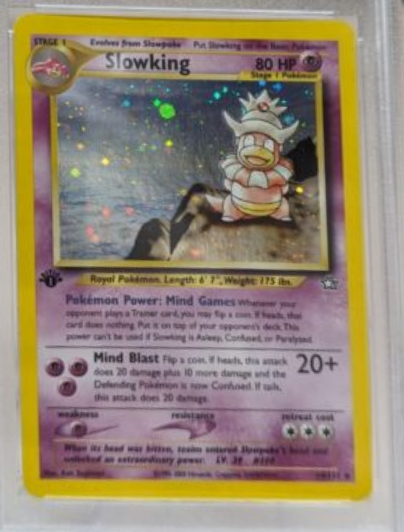 STAGE 1 Evolves from Slowpoke Put Slowking on the Basic Pokémon
Slowking 80 HP
Stage 1 Pokémon
1
Royal Pokémon. Length: 6' 7", Weight: 175 lbs.
Pokémon Power: Mind Games Whenever your
opponent plays a Trainer card, you may flip a coin. If heads, that
card does nothing. Put it on top of your opponent's deck. This
power can't be used if Slowking is Asleep, Confused, or Paralyzed.
Mind Blast Flip a coin. If heads, this attack 20+
does 20 damage plus 10 more damage and the
Defending Pokémon is now Confused. If tails,
this attack does 20 damage.
weakness resistance retreat cost
When its head was bitten, toxins entered Slowpoke's head and
unlocked an extraordinary power. LV. 39 #199